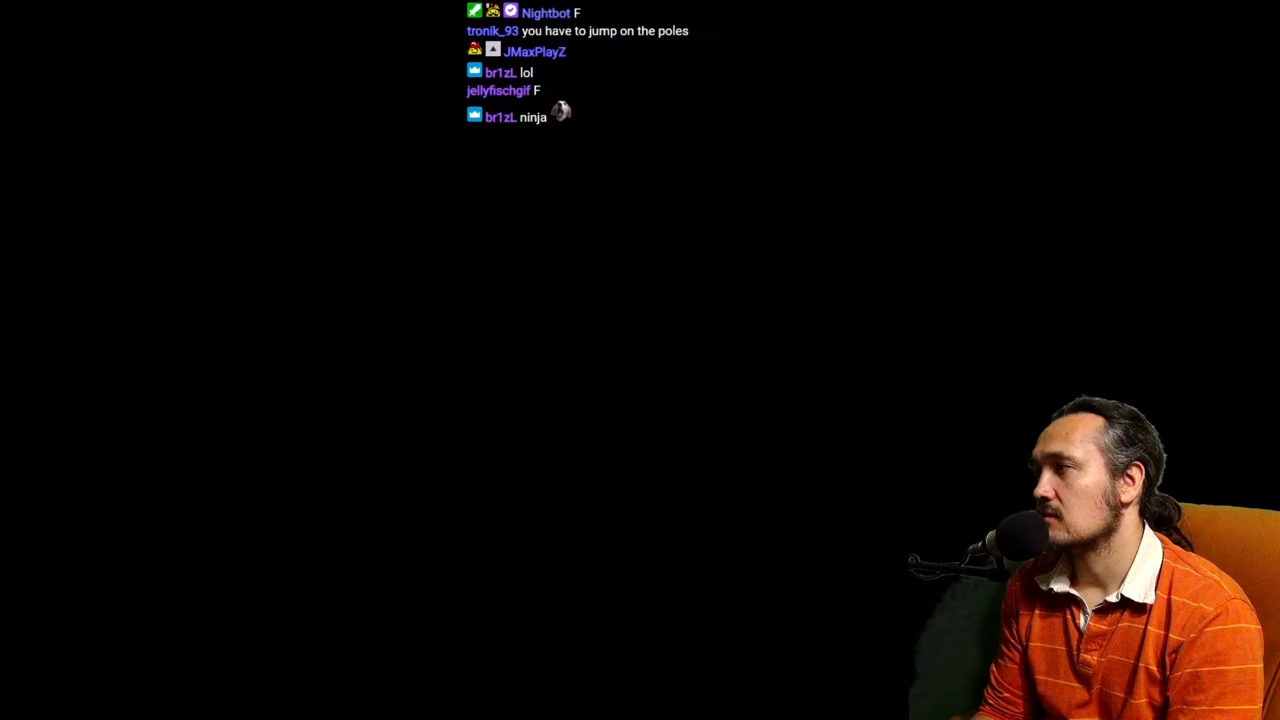 Nightbot F
tronik_93 you have to jump on the poles
JMaxPlayZ
br1zL lol
jellyfischgif F
br1zL ninja